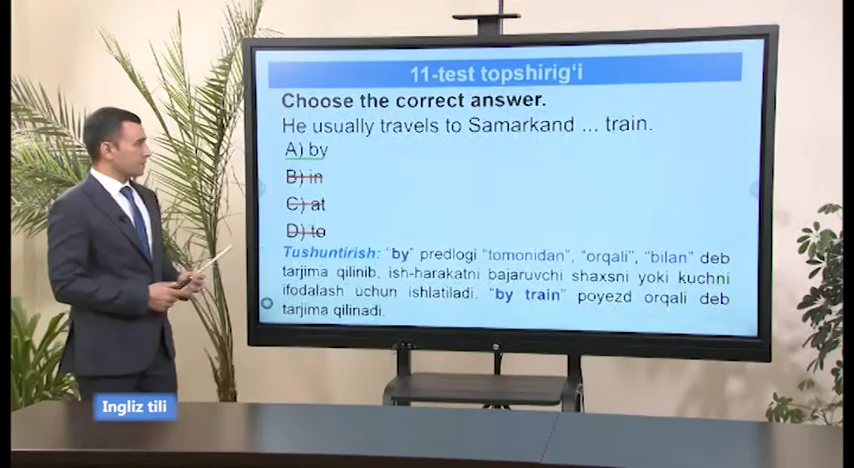 11-test topshirig‘i
Choose the correct answer.
He usually travels to Samarkand ... train.
A) by
B) in
C) at
D) to
Tushuntirish: “by” predlogi “tomonidan”, “orqali”, “bilan” deb
tarjima qilinib, ish-harakatni bajaruvchi shaxsni yoki kuchni
ifodalash uchun ishlatiladi. “by train” poyezd orqali deb
tarjima qilinadi.
Ingliz tili